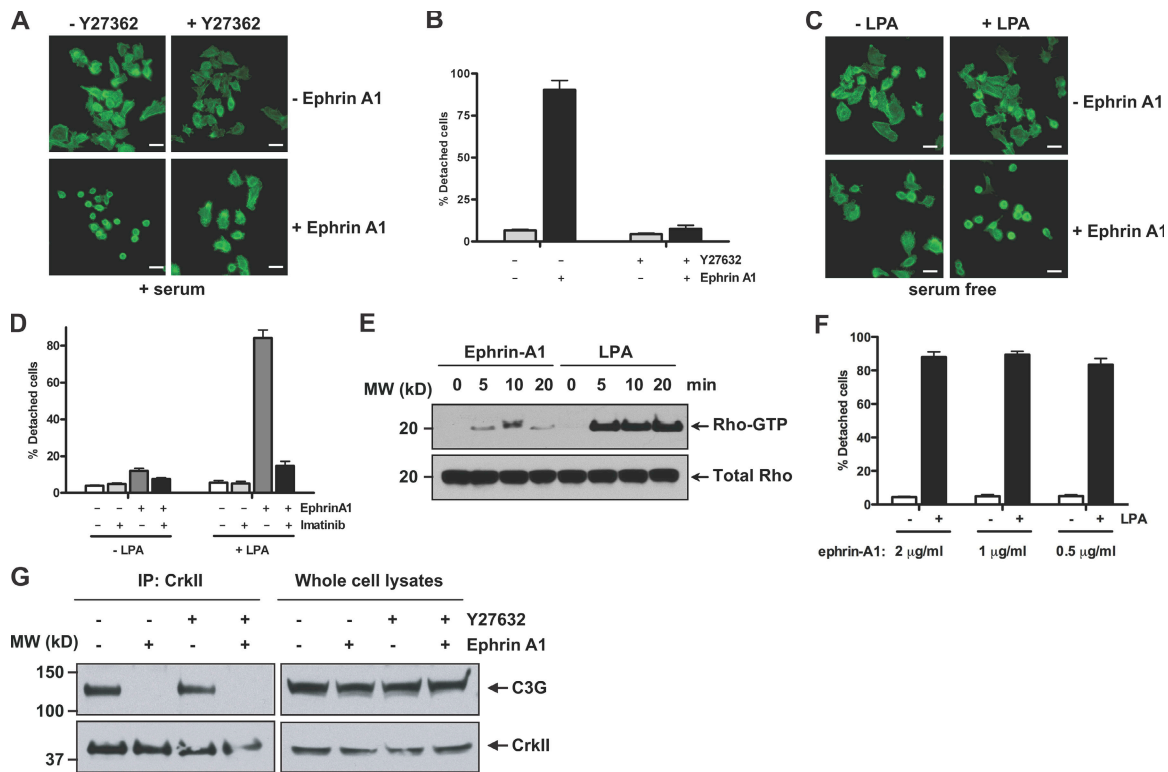 A
- Y27362 + Y27362
- Ephrin A1
+ Ephrin A1
+ serum
B
% Detached cells
100
75
50
25
0
– – + + Y27632
– + – + Ephrin A1
C
- LPA + LPA
- Ephrin A1
+ Ephrin A1
serum free
D
% Detached cells
80
60
40
20
0
– – + + – – + + EphrinA1
– + – + – + – + Imatinib
- LPA + LPA
E
Ephrin-A1 LPA
MW (kD) 0 5 10 20 0 5 10 20 min
20 Rho-GTP
20 Total Rho
F
% Detached cells
100
80
60
40
20
0
- + - + - + LPA
ephrin-A1: 2 μg/ml 1 μg/ml 0.5 μg/ml
G
IP: CrkII Whole cell lysates
- - + + - - + + Y27632
MW (kD) - + - + - + - + Ephrin A1
150
C3G
100
CrkII
37